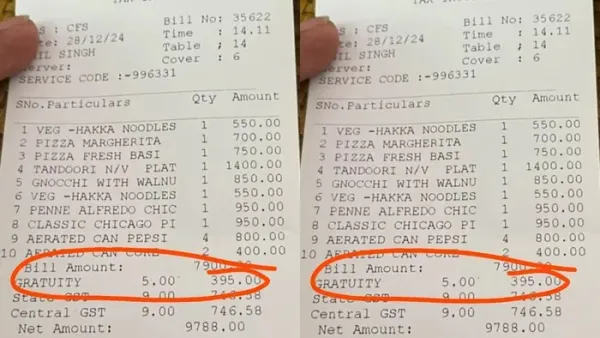 Bill No: 35622
: CFS
Time : 14.11
te: 28/12/24
Table : 14
IL SINGH
Cover : 6
erver:
SERVICE CODE :-996331
SNo.Particulars Qty Amount
1 VEG -HAKKA NOODLES 1 550.00
2 PIZZA MARGHERITA 1 700.00
3 PIZZA FRESH BASI 1 750.00
4 TANDOORI N/V PLAT 1 1400.00
5 GNOCCHI WITH WALNU 1 850.00
6 VEG -HAKKA NOODLES 1 550.00
7 PENNE ALFREDO CHIC 1 950.00
8 CLASSIC CHICAGO PI 1 950.00
9 AERATED CAN PEPSI 4 800.00
10 AERATED CAN 2 400.00
Bill Amount:
GRATUITY 5.00 395.00
State GST 9.00 746.58
Central GST 9.00 746.58
Net Amount: 9788.00
Bill No: 35622
S : CFS
Time : 14.11
te: 28/12/24
Table : 14
IL SINGH
Cover : 6
rver:
SERVICE CODE :-996331
SNo.Particulars Qty Amount
1 VEG -HAKKA NOODLES 1 550.00
2 PIZZA MARGHERITA 1 700.00
3 PIZZA FRESH BASI 1 750.00
4 TANDOORI N/V PLAT 1 1400.00
5 GNOCCHI WITH WALNU 1 850.00
6 VEG -HAKKA NOODLES 1 550.00
7 PENNE ALFREDO CHIC 1 950.00
8 CLASSIC CHICAGO PI 1 950.00
9 AERATED CAN PEPSI 4 800.00
10 AERATED CAN 2 400.00
Bill Amount:
GRATUITY 5.00 395.00
State GST 9.00 746.58
Central GST 9.00 746.58
Net Amount: 9788.00